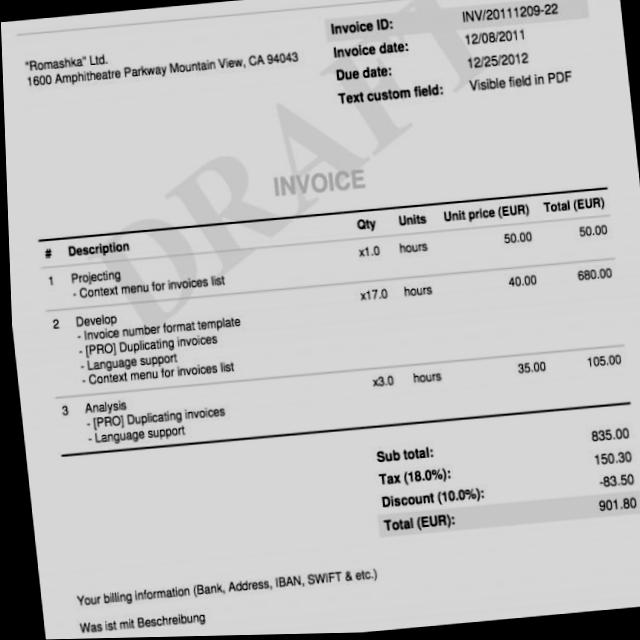 "Romashka" Ltd.
1600 Amphitheatre Parkway Mountain View, CA 94043
Invoice ID: INV/20111209-22
Invoice date: 12/08/2011
Due date: 12/25/2012
Text custom field: Visible field in PDF
DRAFT
INVOICE
# Description Qty Units Unit price (EUR) Total (EUR)
1 Projecting x1.0 hours 50.00 50.00
- Context menu for invoices list
2 Develop x17.0 hours 40.00 680.00
- Invoice number format template
- [PRO] Duplicating invoices
- Language support
- Context menu for invoices list
3 Analysis x3.0 hours 35.00 105.00
- [PRO] Duplicating invoices
- Language support
Sub total: 835.00
Tax (18.0%): 150.30
Discount (10.0%): -83.50
Total (EUR): 901.80
Your billing information (Bank, Address, IBAN, SWIFT & etc.)
Was ist mit Beschreibung